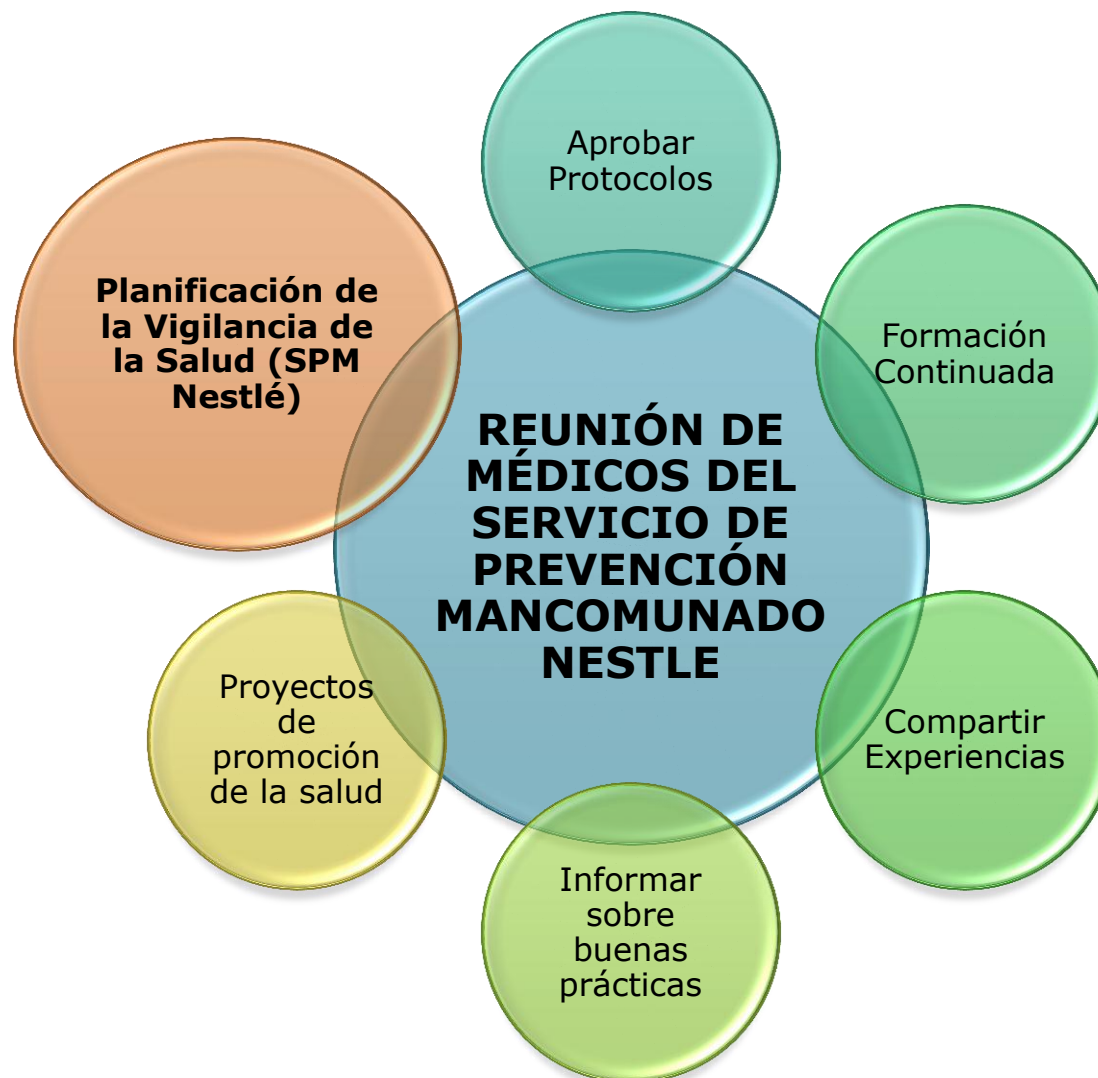 Aprobar
Protocolos
Planificación de
la Vigilancia de
la Salud (SPM
Nestlé)
Formación
Continuada
REUNIÓN DE
MÉDICOS DEL
SERVICIO DE
PREVENCIÓN
MANCOMUNADO
NESTLE
Proyectos
de
promoción
de la salud
Compartir
Experiencias
Informar
sobre
buenas
prácticas